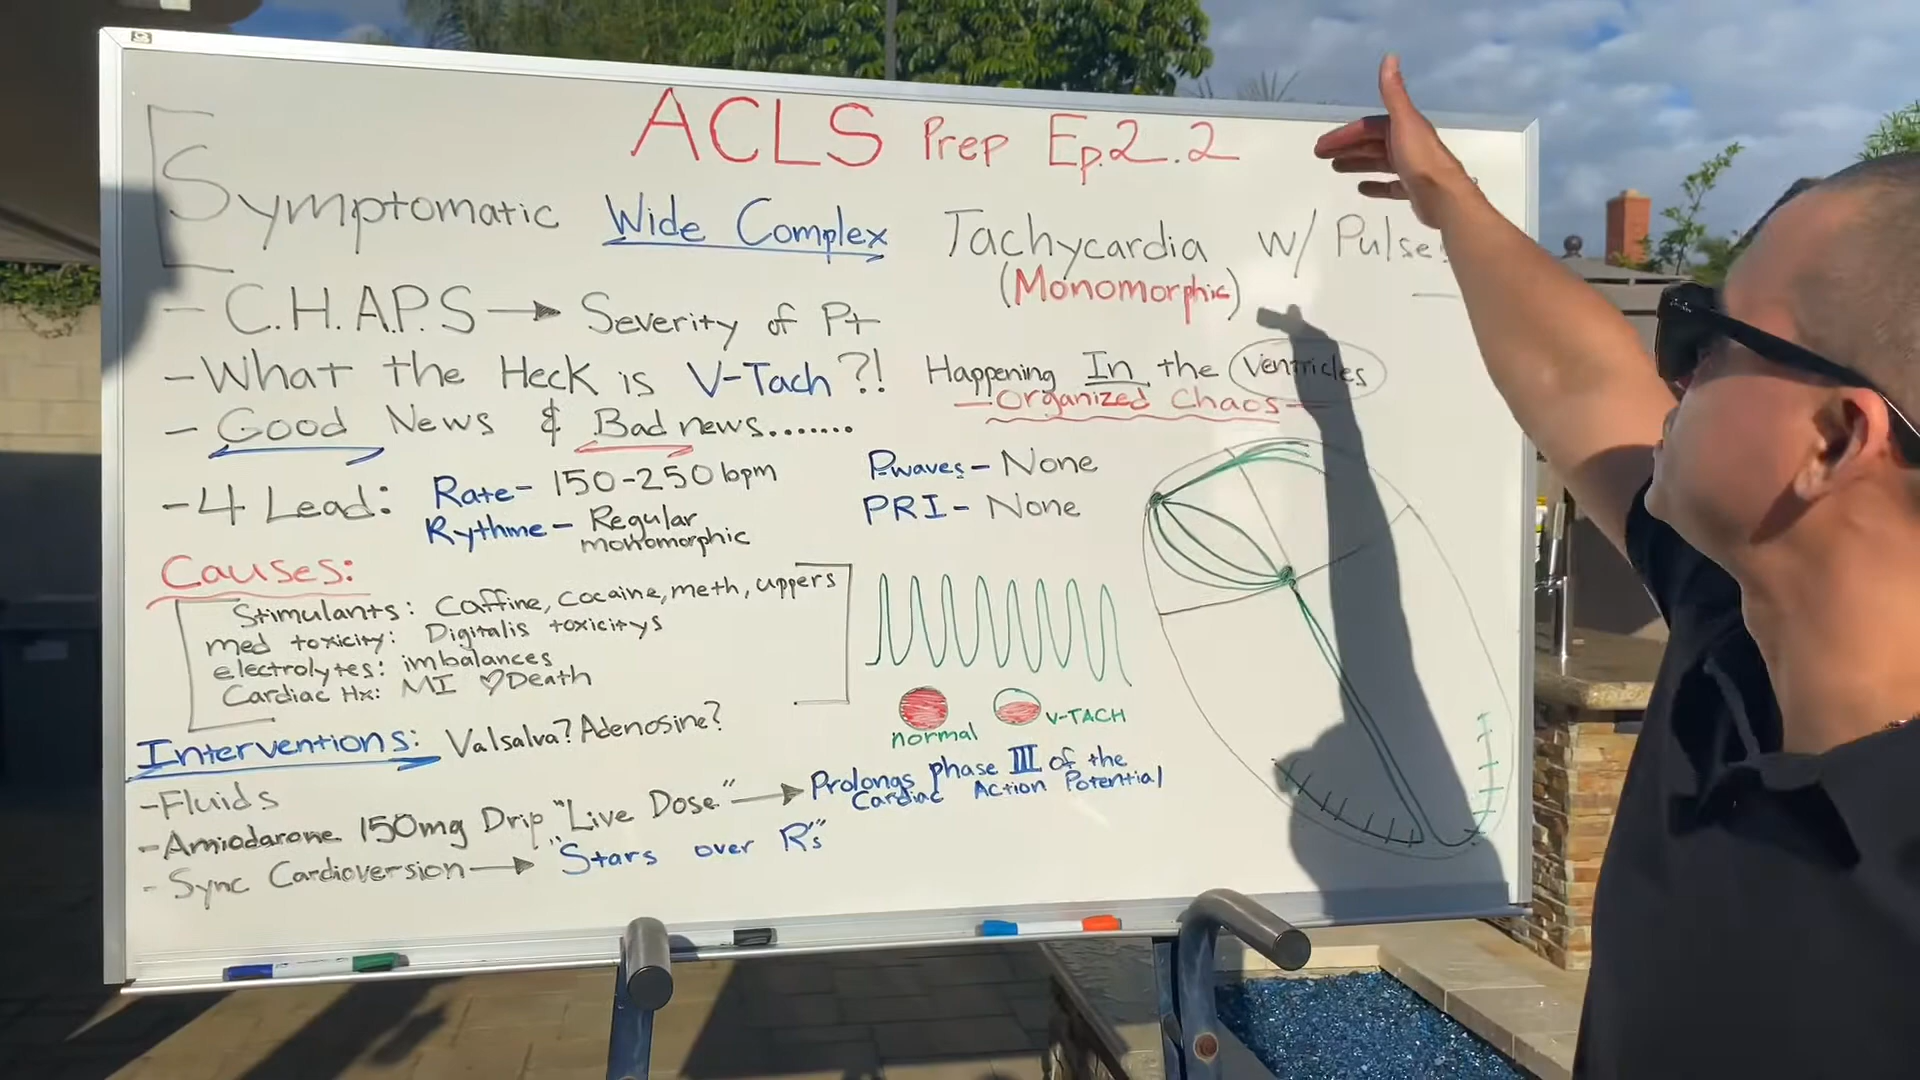 ACLS Prep Ep.2.2
Symptomatic Wide Complex Tachycardia w/ Pulse
(Monomorphic)
- C.H.A.P.S → Severity of Pt
- What the Heck is V-Tach?! Happening In the Ventricles
- Good News & Bad news....... -Organized Chaos-
- 4 Lead: Rate- 150-250 bpm
Rythme- Regular
monomorphic
Pwaves- None
PRI- None
Causes:
Stimulants: Caffine, cocaine, meth, uppers
med toxicity: Digitalis toxicitys
electrolytes: imbalances
Cardiac Hx: MI ♡Death
normal
V-TACH
Interventions: Valsalva? Adenosine?
- Fluids
- Amiodarone 150mg Drip "Live Dose" → Prolongs phase III of the
Cardiac Action Potential
- Sync Cardioversion → "Stars over R's"